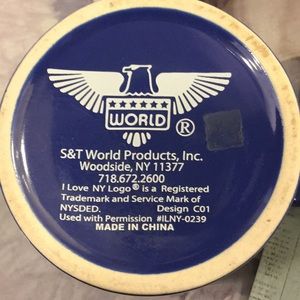 WORLD
®
S&T World Products, Inc.
Woodside, NY 11377
718.672.2600
I Love NY Logo® is a Registered
Trademark and Service Mark of
NYSDED. Design C01
Used with Permission #ILNY-0239
MADE IN CHINA